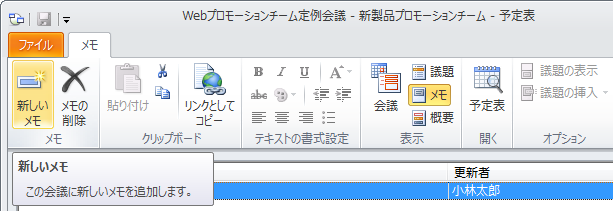 Webプロモーションチーム定例会議 - 新製品プロモーションチーム - 予定表
ファイル メモ
新しい
メモ
メモの
削除
メモ
貼り付け
リンクとして
コピー
クリップボード
B I U A
abc
テキストの書式設定
会議
議題
メモ
概要
表示
予定表
開く
議題の表示
議題の挿入
オプション
新しいメモ
この会議に新しいメモを追加します。
更新者
小林太郎